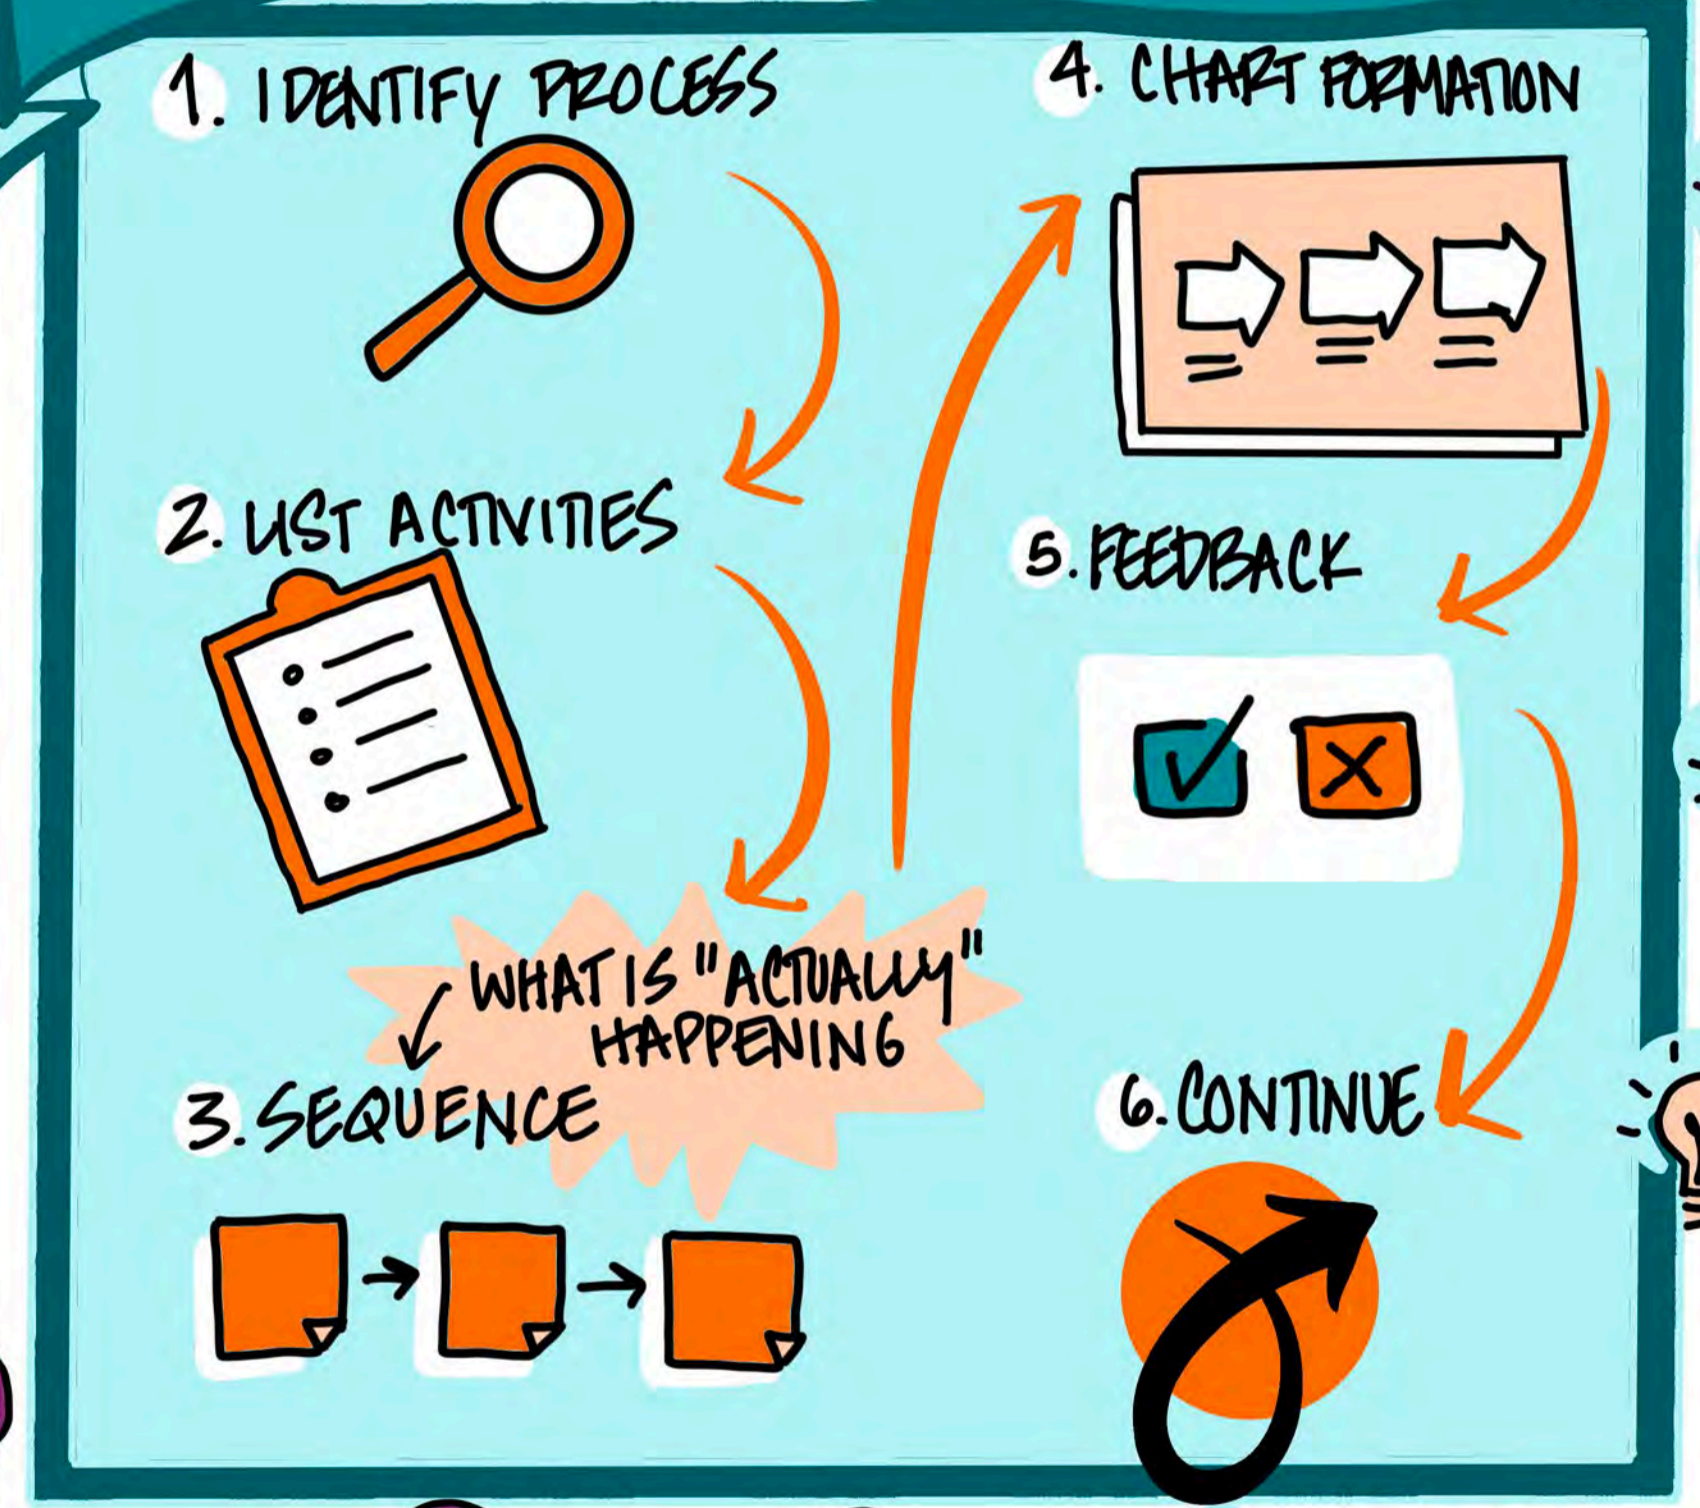 1. IDENTIFY PROCESS
2. LIST ACTIVITIES
WHAT IS "ACTUALLY"
HAPPENING
3. SEQUENCE
4. CHART FORMATION
5. FEEDBACK
6. CONTINUE